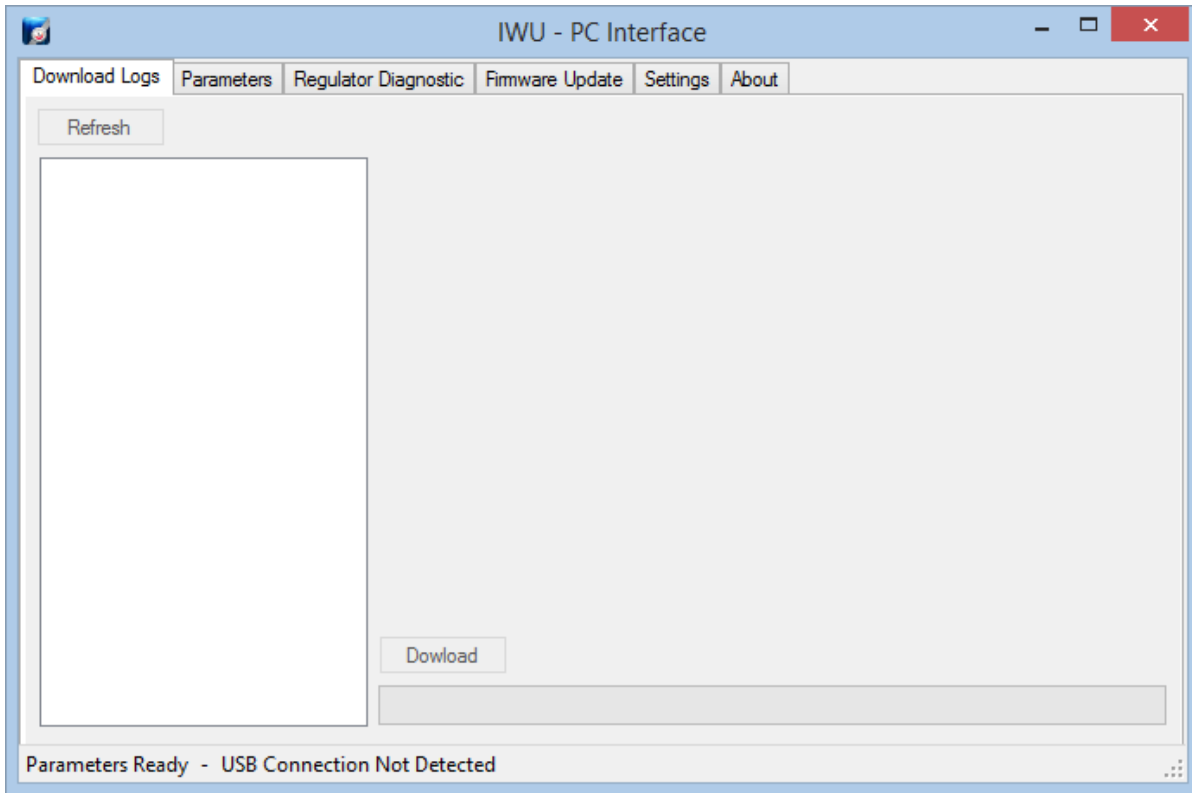 IWU - PC Interface
Download Logs Parameters Regulator Diagnostic Firmware Update Settings About
Refresh
Dowload
Parameters Ready - USB Connection Not Detected